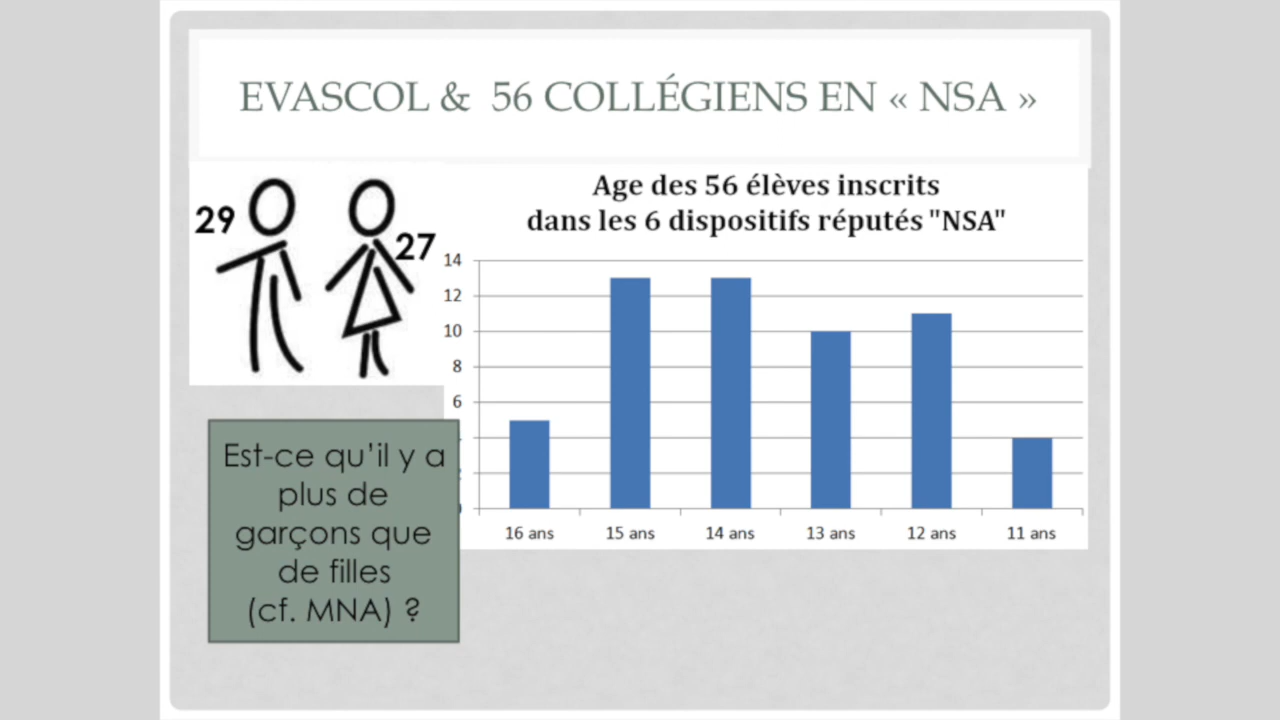 EVASCOL & 56 COLLÉGIENS EN « NSA »
29
27
Age des 56 élèves inscrits
dans les 6 dispositifs réputés "NSA"
14
12
10
8
6
16 ans 15 ans 14 ans 13 ans 12 ans 11 ans
Est-ce qu'il y a
plus de
garçons que
de filles
(cf. MNA) ?